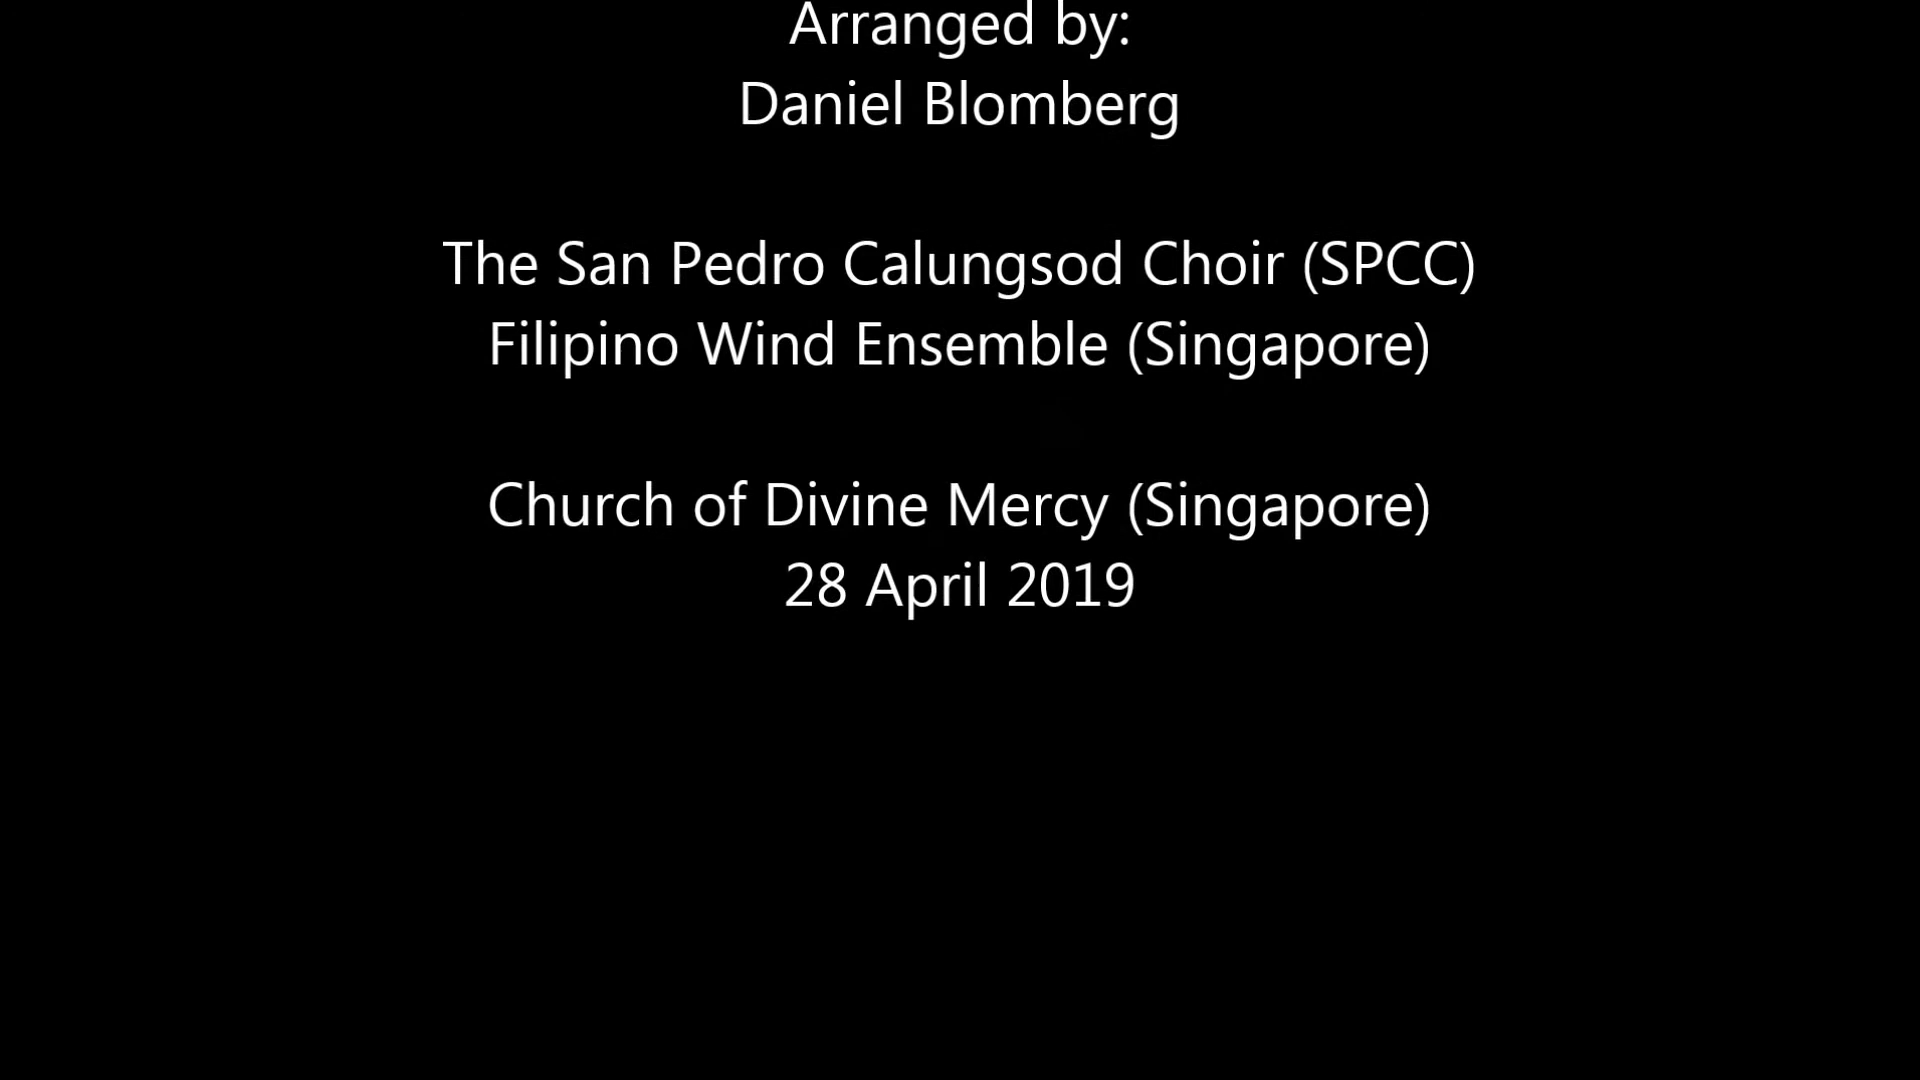 Arranged by:
Daniel Blomberg
The San Pedro Calungsod Choir (SPCC)
Filipino Wind Ensemble (Singapore)
Church of Divine Mercy (Singapore)
28 April 2019